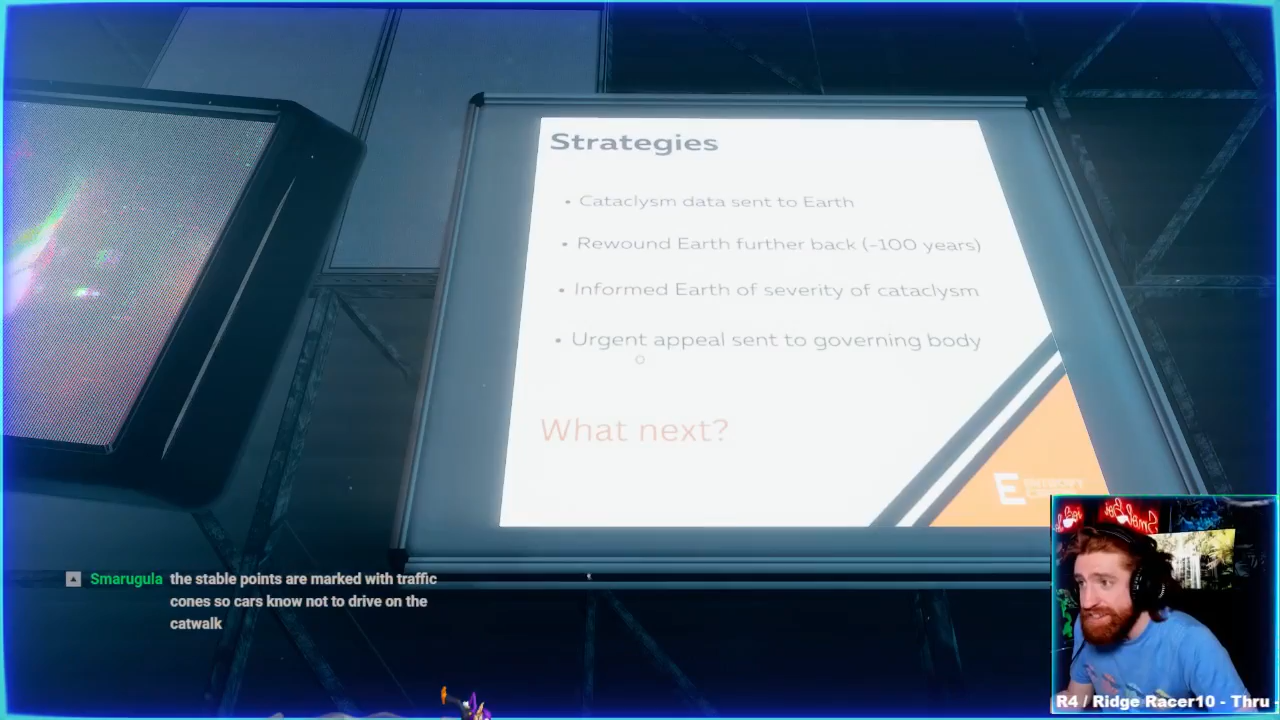 Strategies
• Cataclysm data sent to Earth
• Rewound Earth further back (-100 years)
• Informed Earth of severity of cataclysm
• Urgent appeal sent to governing body
What next?
E ENTROPY
CENTRE
Smarugula the stable points are marked with traffic
cones so cars know not to drive on the
catwalk
R4 / Ridge Racer10 - Thru -